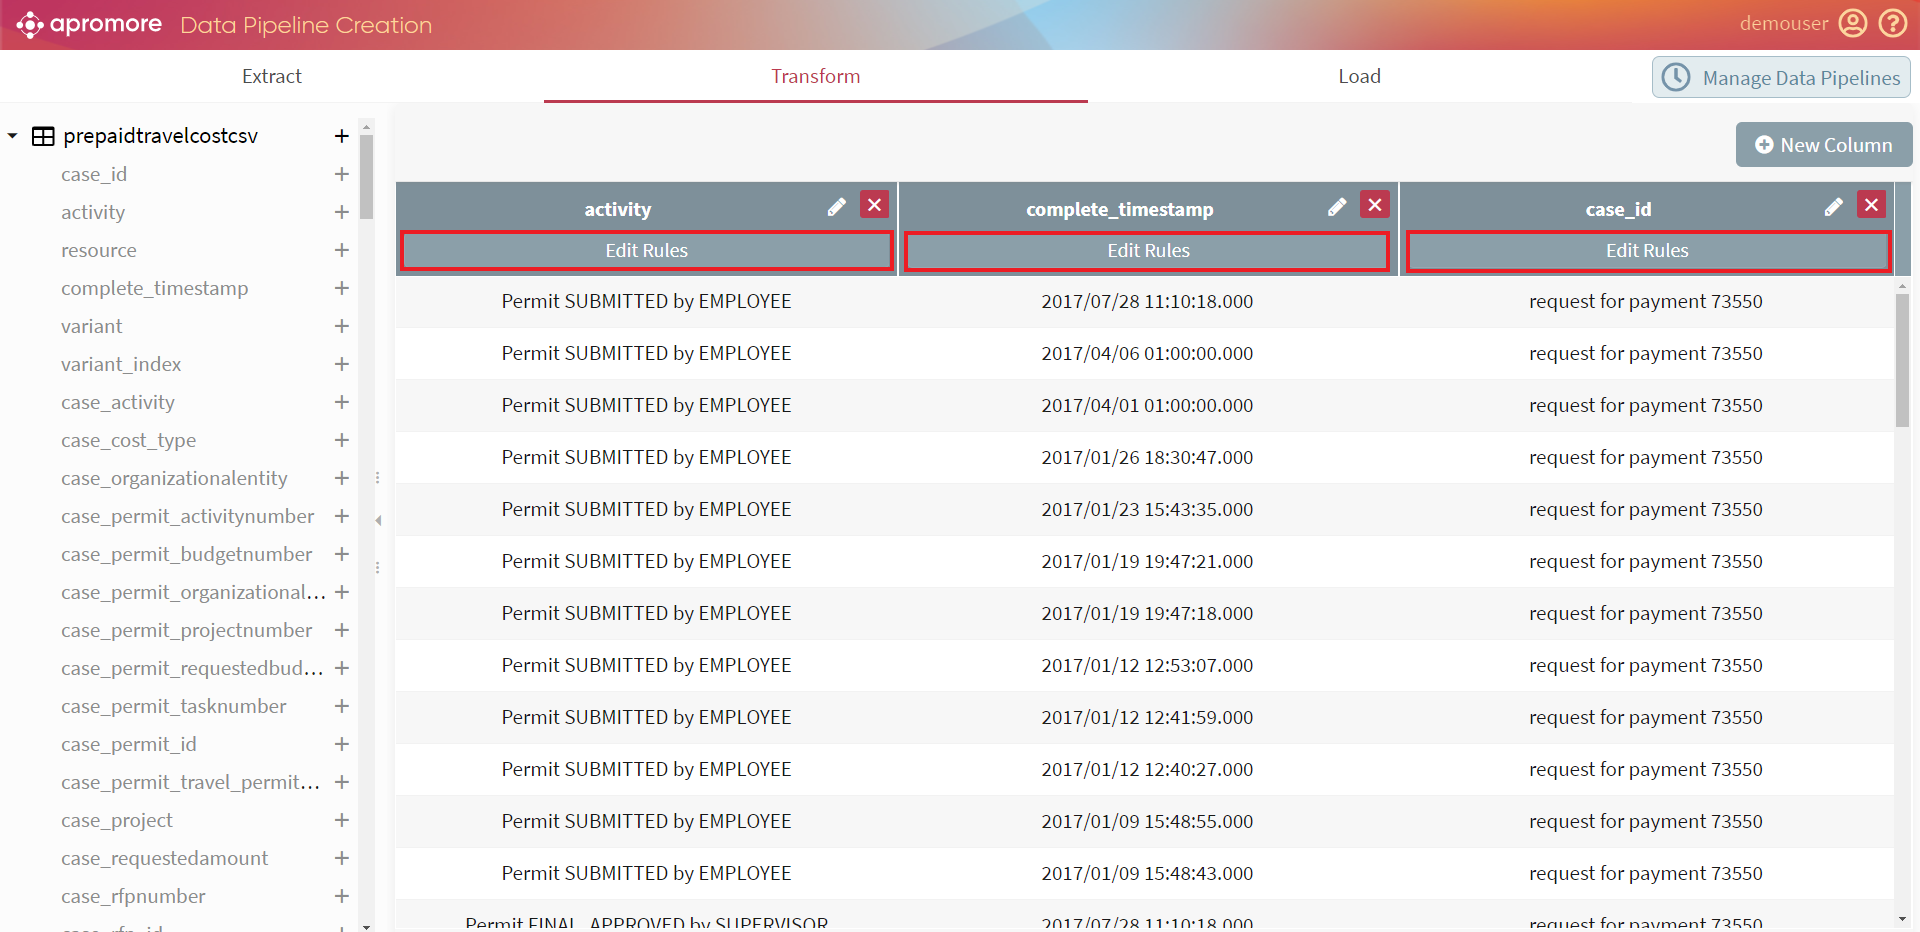 apromore Data Pipeline Creation demouser
Extract Transform Load Manage Data Pipelines
prepaidtravelcostcsv
case_id
activity
resource
complete_timestamp
variant
variant_index
case_activity
case_cost_type
case_organizationalentity
case_permit_activitynumber
case_permit_budgetnumber
case_permit_organizational...
case_permit_projectnumber
case_permit_requestedbud...
case_permit_tasknumber
case_permit_id
case_permit_travel_permit...
case_project
case_requestedamount
case_rfpnumber
New Column
activity complete_timestamp case_id
Edit Rules Edit Rules Edit Rules
Permit SUBMITTED by EMPLOYEE 2017/07/28 11:10:18.000 request for payment 73550
Permit SUBMITTED by EMPLOYEE 2017/04/06 01:00:00.000 request for payment 73550
Permit SUBMITTED by EMPLOYEE 2017/04/01 01:00:00.000 request for payment 73550
Permit SUBMITTED by EMPLOYEE 2017/01/26 18:30:47.000 request for payment 73550
Permit SUBMITTED by EMPLOYEE 2017/01/23 15:43:35.000 request for payment 73550
Permit SUBMITTED by EMPLOYEE 2017/01/19 19:47:21.000 request for payment 73550
Permit SUBMITTED by EMPLOYEE 2017/01/19 19:47:18.000 request for payment 73550
Permit SUBMITTED by EMPLOYEE 2017/01/12 12:53:07.000 request for payment 73550
Permit SUBMITTED by EMPLOYEE 2017/01/12 12:41:59.000 request for payment 73550
Permit SUBMITTED by EMPLOYEE 2017/01/12 12:40:27.000 request for payment 73550
Permit SUBMITTED by EMPLOYEE 2017/01/09 15:48:55.000 request for payment 73550
Permit SUBMITTED by EMPLOYEE 2017/01/09 15:48:43.000 request for payment 73550
Permit FINAL_APPROVED by SUPERVISOR 2017/07/28 11:10:18.000 request for payment 73550